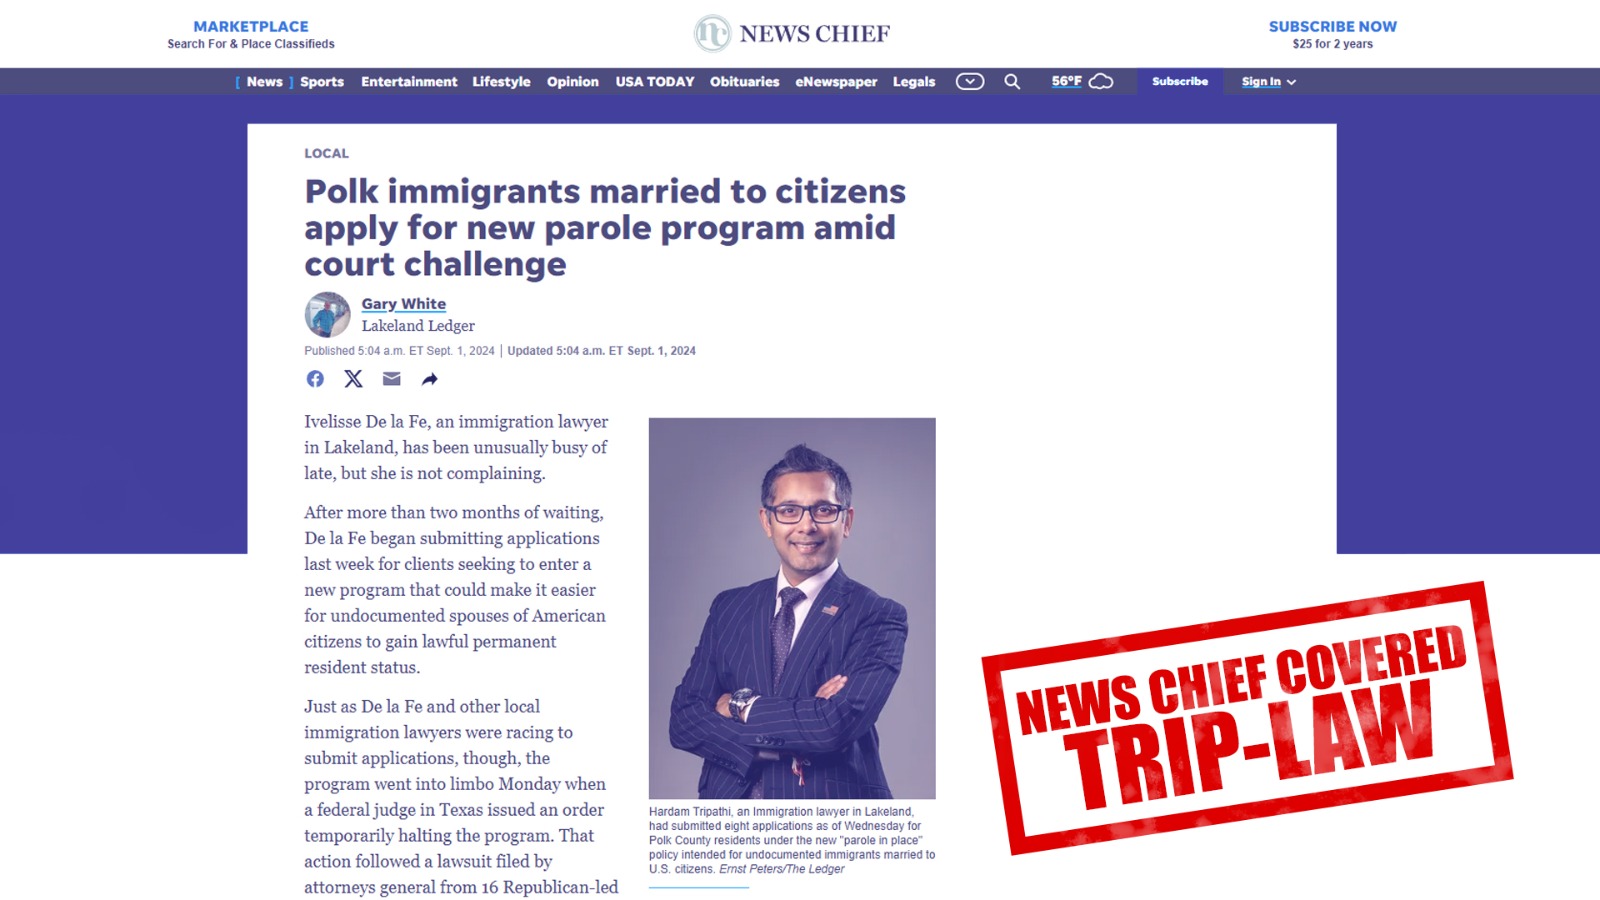 MARKETPLACE
Search For & Place Classifieds
nc NEWS CHIEF
SUBSCRIBE NOW
$25 for 2 years
[ News ] Sports Entertainment Lifestyle Opinion USA TODAY Obituaries eNewspaper Legals 56°F Subscribe Sign In
LOCAL
Polk immigrants married to citizens
apply for new parole program amid
court challenge
Gary White
Lakeland Ledger
Published 5:04 a.m. ET Sept. 1, 2024 | Updated 5:04 a.m. ET Sept. 1, 2024
Ivelisse De la Fe, an immigration lawyer
in Lakeland, has been unusually busy of
late, but she is not complaining.
After more than two months of waiting,
De la Fe began submitting applications
last week for clients seeking to enter a
new program that could make it easier
for undocumented spouses of American
citizens to gain lawful permanent
resident status.
Just as De la Fe and other local
immigration lawyers were racing to
submit applications, though, the
program went into limbo Monday when
a federal judge in Texas issued an order
temporarily halting the program. That
action followed a lawsuit filed by
attorneys general from 16 Republican-led
Hardam Tripathi, an Immigration lawyer in Lakeland,
had submitted eight applications as of Wednesday for
Polk County residents under the new "parole in place"
policy intended for undocumented immigrants married to
U.S. citizens. Ernst Peters/The Ledger
NEWS CHIEF COVERED
TRIP-LAW